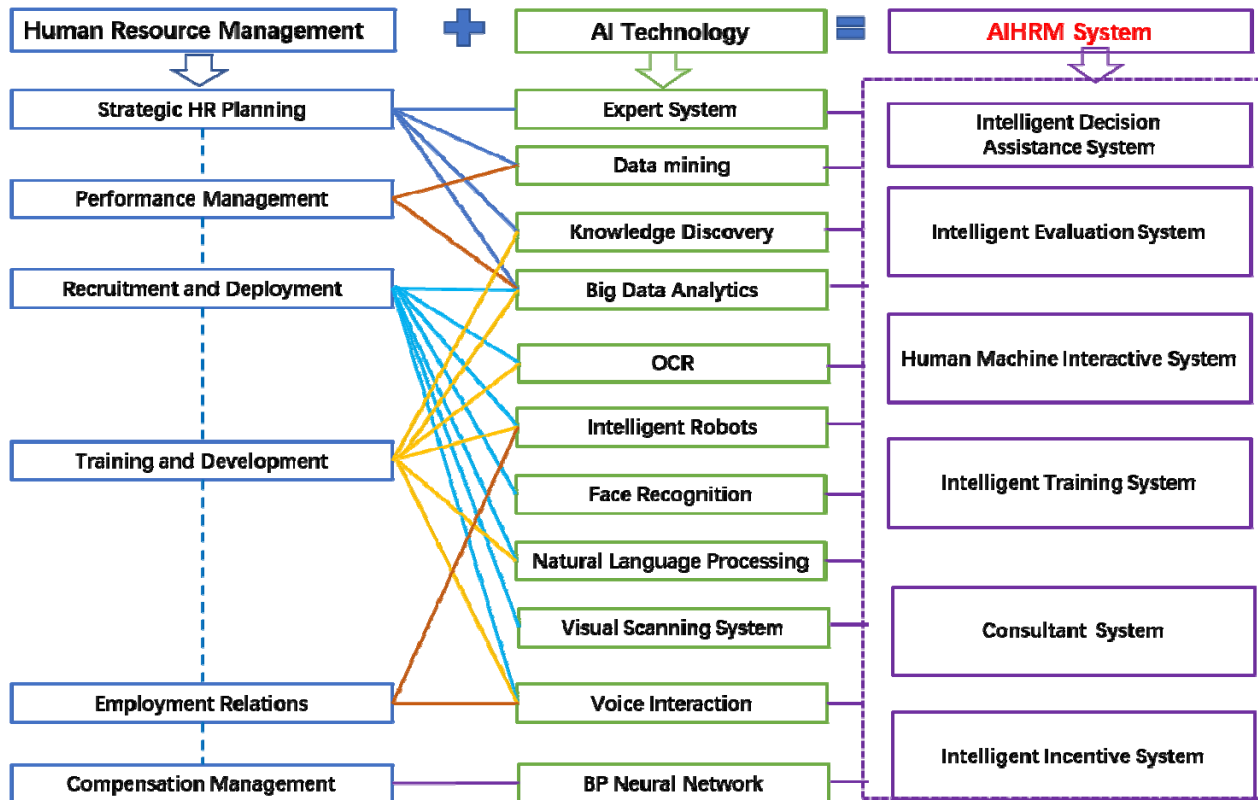 Human Resource Management
AI Technology
AIHRM System
Strategic HR Planning
Performance Management
Recruitment and Deployment
Training and Development
Employment Relations
Compensation Management
Expert System
Data mining
Knowledge Discovery
Big Data Analytics
OCR
Intelligent Robots
Face Recognition
Natural Language Processing
Visual Scanning System
Voice Interaction
BP Neural Network
Intelligent Decision
Assistance System
Intelligent Evaluation System
Human Machine Interactive System
Intelligent Training System
Consultant System
Intelligent Incentive System